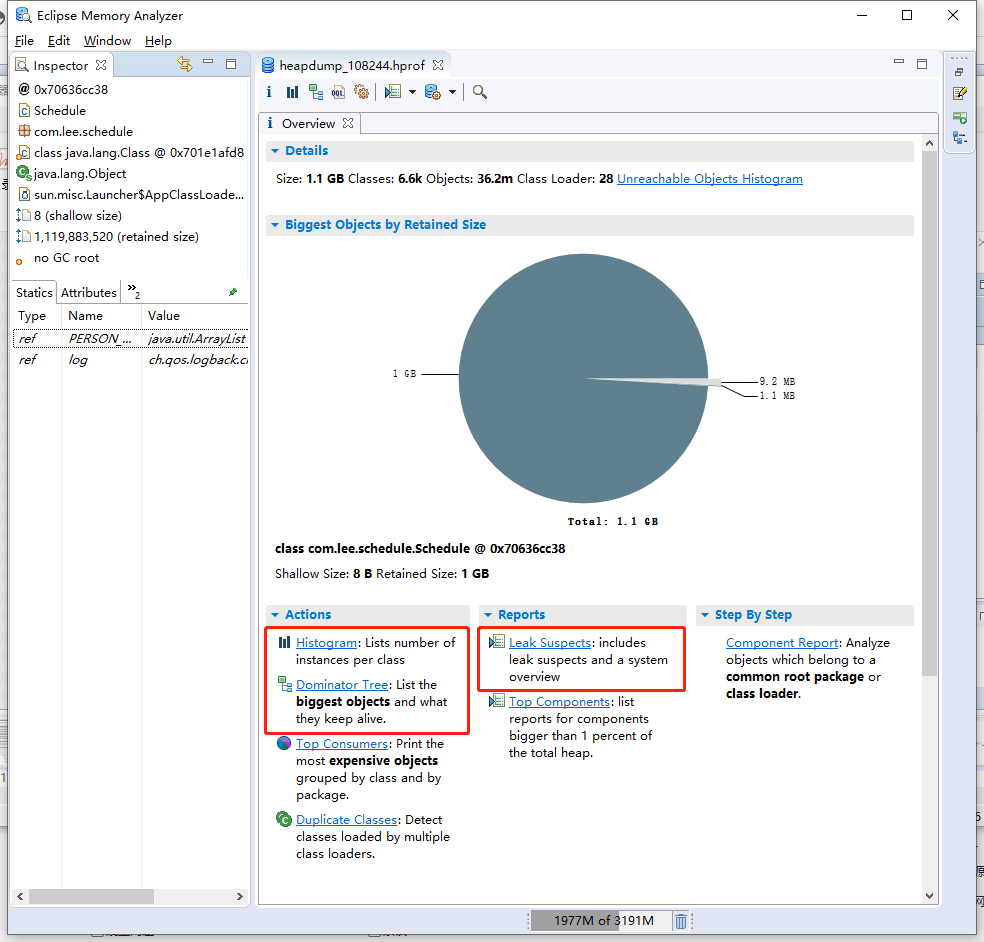 Eclipse Memory Analyzer
File Edit Window Help
Inspector
@ 0x70636cc38
Schedule
com.lee.schedule
class java.lang.Class @ 0x701e1afd8
java.lang.Object
sun.misc.Launcher$AppClassLoade...
8 (shallow size)
1,119,883,520 (retained size)
no GC root
Statics Attributes »2
Type Name Value
ref PERSON_... java.util.ArrayList
ref log ch.qos.logback.cl
heapdump_108244.hprof
i OQL
i Overview
Details
Size: 1.1 GB Classes: 6.6k Objects: 36.2m Class Loader: 28 Unreachable Objects Histogram
Biggest Objects by Retained Size
1 GB
9.2 MB
1.1 MB
Total: 1.1 GB
class com.lee.schedule.Schedule @ 0x70636cc38
Shallow Size: 8 B Retained Size: 1 GB
Actions
Histogram: Lists number of
instances per class
Dominator Tree: List the
biggest objects and what
they keep alive.
Top Consumers: Print the
most expensive objects
grouped by class and by
package.
Duplicate Classes: Detect
classes loaded by multiple
class loaders.
Reports
Leak Suspects: includes
leak suspects and a system
overview
Top Components: list
reports for components
bigger than 1 percent of
the total heap.
Step By Step
Component Report: Analyze
objects which belong to a
common root package or
class loader.
1977M of 3191M